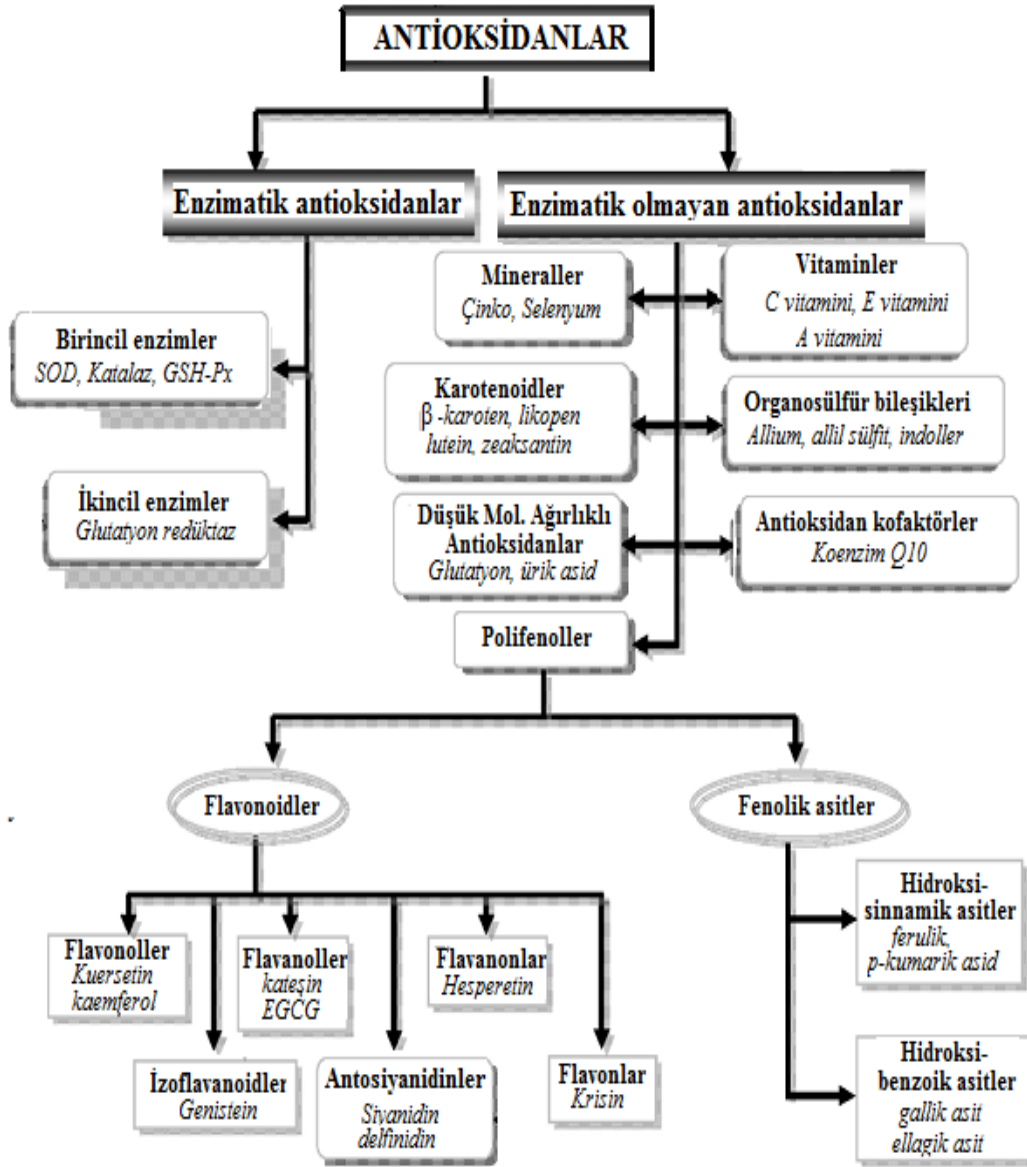 ANTİOKSİDANLAR
Enzimatik antioksidanlar
Enzimatik olmayan antioksidanlar
Birincil enzimler
SOD, Katalaz, GSH-Px
İkincil enzimler
Glutatyon redüktaz
Mineraller
Çinko, Selenyum
Vitaminler
C vitamini, E vitamini
A vitamini
Karotenoidler
β -karoten, likopen
lutein, zeaksantin
Organosülfür bileşikleri
Allium, allil sülfit, indoller
Düşük Mol. Ağırlıklı
Antioksidanlar
Glutatyon, ürik asid
Antioksidan kofaktörler
Koenzim Q10
Polifenoller
Flavonoidler
Fenolik asitler
Flavonoller
Kuersetin
kaemferol
Flavanoller
kateşin
EGCG
Flavanonlar
Hesperetin
İzoflavanoidler
Genistein
Antosiyanidinler
Siyanidin
delfinidin
Flavonlar
Krisin
Hidroksi-
sinnamik asitler
ferulik,
p-kumarik asid
Hidroksi-
benzoik asitler
gallik asit
ellagik asit